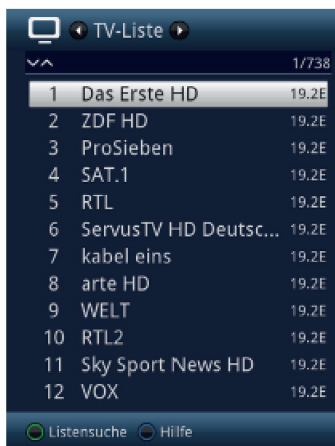 TV-Liste
1/738
1 Das Erste HD 19.2E
2 ZDF HD 19.2E
3 ProSieben 19.2E
4 SAT.1 19.2E
5 RTL 19.2E
6 ServusTV HD Deutsc... 19.2E
7 kabel eins 19.2E
8 arte HD 19.2E
9 WELT 19.2E
10 RTL2 19.2E
11 Sky Sport News HD 19.2E
12 VOX 19.2E
Listensuche Hilfe